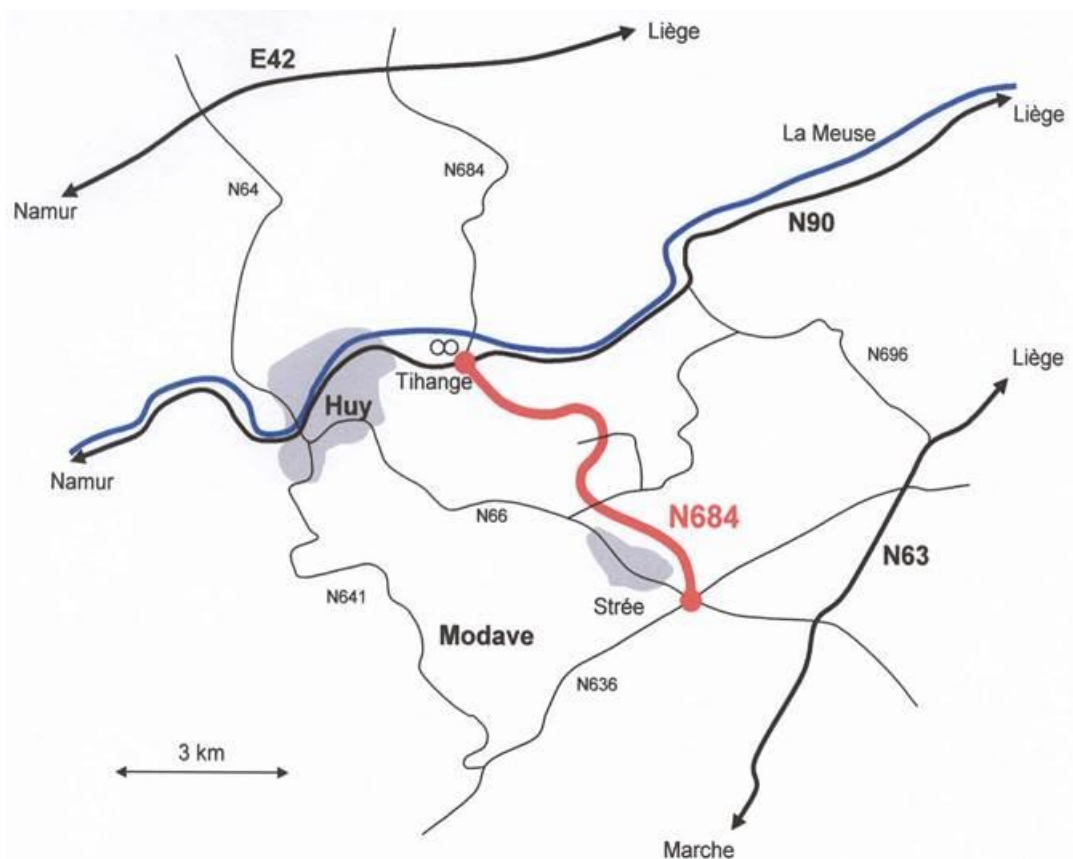 Liège
E42
La Meuse
Liège
N684
N64
Namur
N90
Liège
N696
Tihange
Huy
Namur
N66
N684
N63
N641
Strée
Modave
N636
3 km
Marche